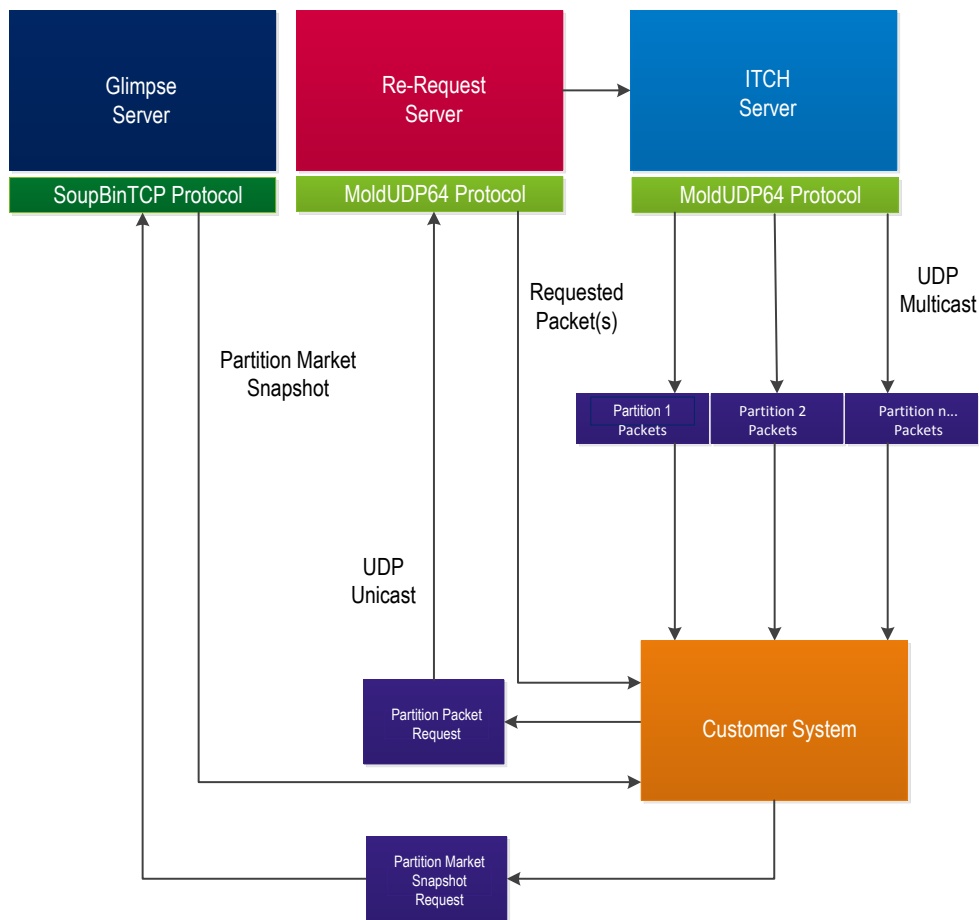 Glimpse
Server
Re-Request
Server
ITCH
Server
SoupBinTCP Protocol
MoldUDP64 Protocol
MoldUDP64 Protocol
UDP
Multicast
Requested
Packet(s)
Partition Market
Snapshot
Partition 1
Packets
Partition 2
Packets
Partition n...
Packets
UDP
Unicast
Partition Packet
Request
Customer System
Partition Market
Snapshot
Request